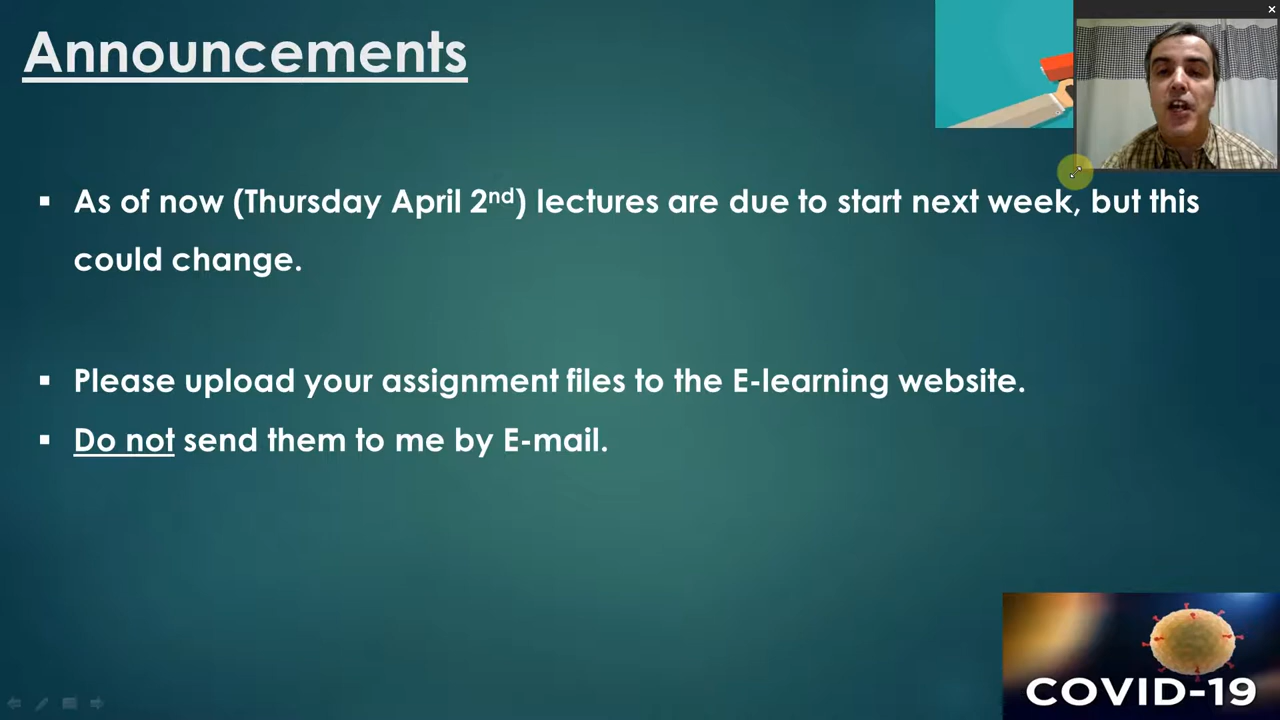 Announcements
▪ As of now (Thursday April 2nd) lectures are due to start next week, but this
could change.
▪ Please upload your assignment files to the E-learning website.
▪ Do not send them to me by E-mail.
COVID-19